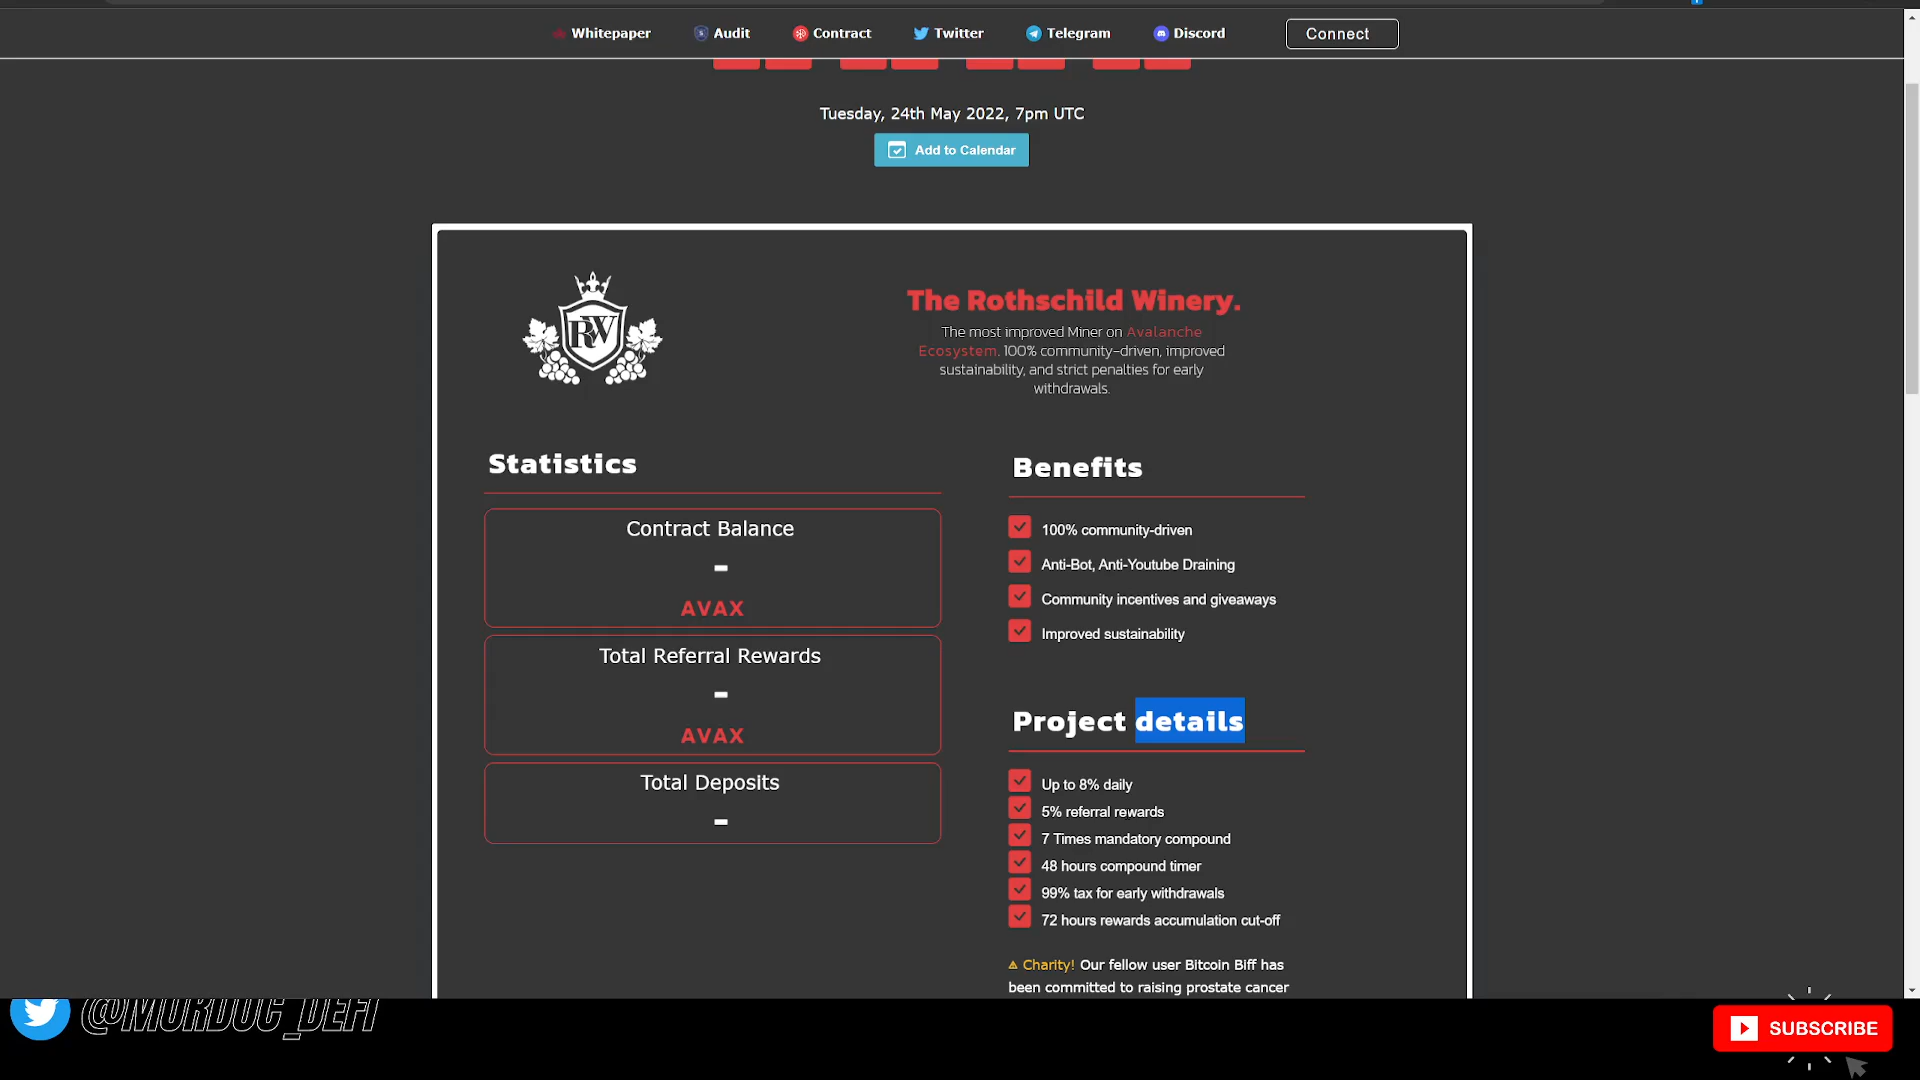 Whitepaper Audit Contract Twitter Telegram Discord Connect
Tuesday, 24th May 2022, 7pm UTC
Add to Calendar
RW
The Rothschild Winery.
The most improved Miner on Avalanche
Ecosystem. 100% community-driven, improved
sustainability, and strict penalties for early
withdrawals.
Statistics
Contract Balance
-
AVAX
Total Referral Rewards
-
AVAX
Total Deposits
-
Benefits
100% community-driven
Anti-Bot, Anti-Youtube Draining
Community incentives and giveaways
Improved sustainability
Project details
Up to 8% daily
5% referral rewards
7 Times mandatory compound
48 hours compound timer
99% tax for early withdrawals
72 hours rewards accumulation cut-off
Charity! Our fellow user Bitcoin Biff has
been committed to raising prostate cancer
@MURDOC_DEFI
SUBSCRIBE